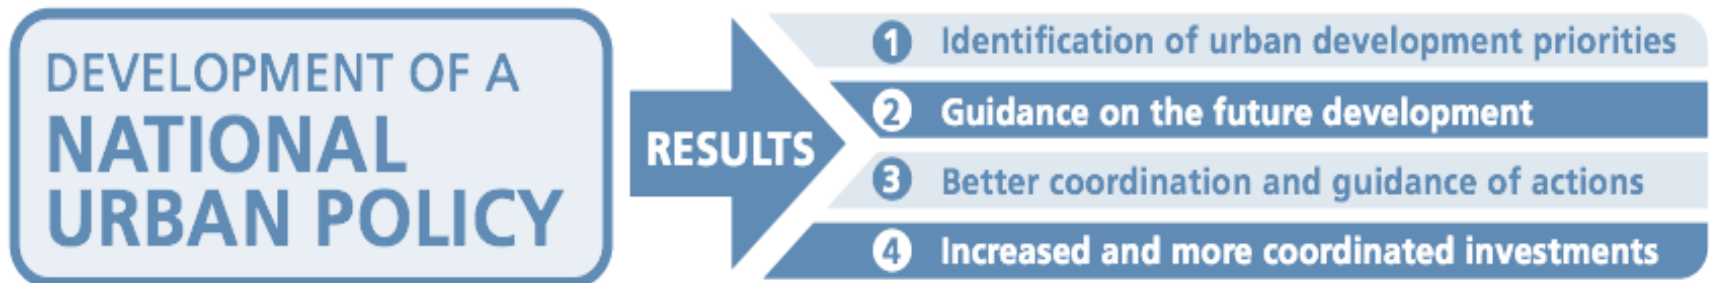 DEVELOPMENT OF A
NATIONAL
URBAN POLICY
RESULTS
1 Identification of urban development priorities
2 Guidance on the future development
3 Better coordination and guidance of actions
4 Increased and more coordinated investments